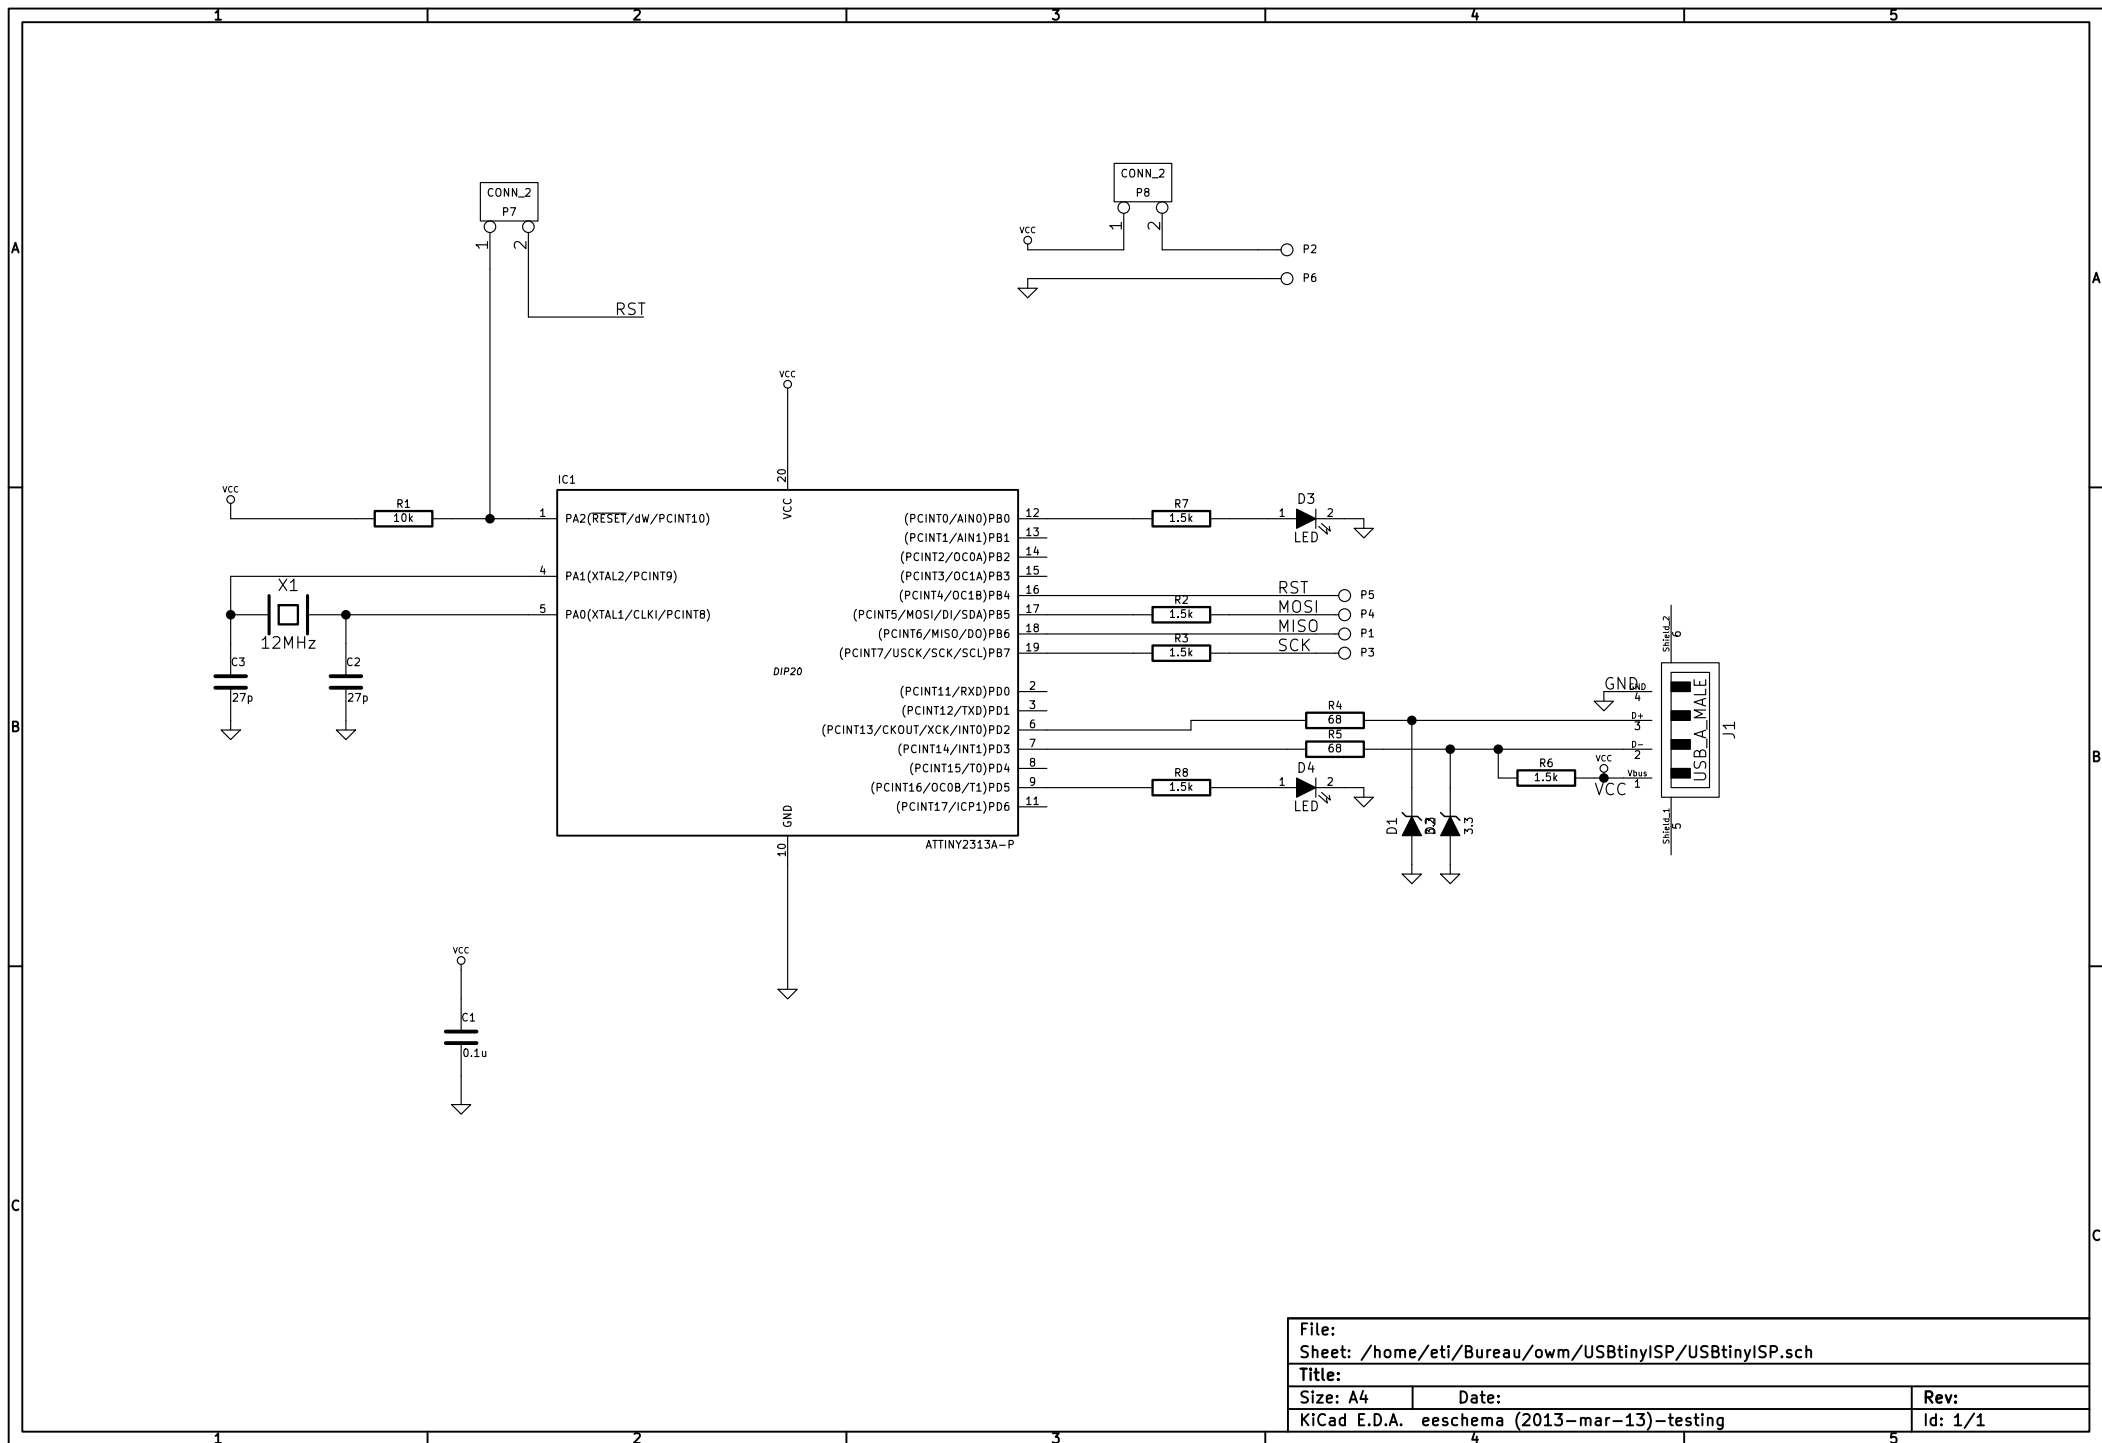 1 2 3 4 5
A
A
B
B
C
C
CONN_2
P7
1 2
RST
CONN_2
P8
1 2
VCC
P2
P6
VCC
20
VCC
IC1
VCC
R1
10k
1 PA2(RESET/dW/PCINT10)
4 PA1(XTAL2/PCINT9)
5 PA0(XTAL1/CLKI/PCINT8)
X1
12MHz
C3
27p
C2
27p
DIP20
(PCINT0/AIN0)PB0 12
(PCINT1/AIN1)PB1 13
(PCINT2/OC0A)PB2 14
(PCINT3/OC1A)PB3 15
(PCINT4/OC1B)PB4 16
(PCINT5/MOSI/DI/SDA)PB5 17
(PCINT6/MISO/DO)PB6 18
(PCINT7/USCK/SCK/SCL)PB7 19
(PCINT11/RXD)PD0 2
(PCINT12/TXD)PD1 3
(PCINT13/CKOUT/XCK/INT0)PD2 6
(PCINT14/INT1)PD3 7
(PCINT15/T0)PD4 8
(PCINT16/OC0B/T1)PD5 9
(PCINT17/ICP1)PD6 11
GND
10
ATTINY2313A-P
R7
1.5k
D3
1 2
LED
RST P5
R2
1.5k
MOSI P4
MISO P1
R3
1.5k
SCK P3
R4
68
R5
68
R8
1.5k
D4
1 2
LED
D1
3.3
R6
1.5k
VCC
VCC
GND
GND
4
D+
3
D-
2
Vbus
1
Shield_2
6
USB_A_MALE
J1
Shield_1
5
VCC
C1
0.1u
File:
Sheet: /home/eti/Bureau/owm/USBtinyISP/USBtinyISP.sch
Title:
Size: A4 Date: Rev:
KiCad E.D.A. eeschema (2013-mar-13)-testing Id: 1/1
1 2 3 4 5